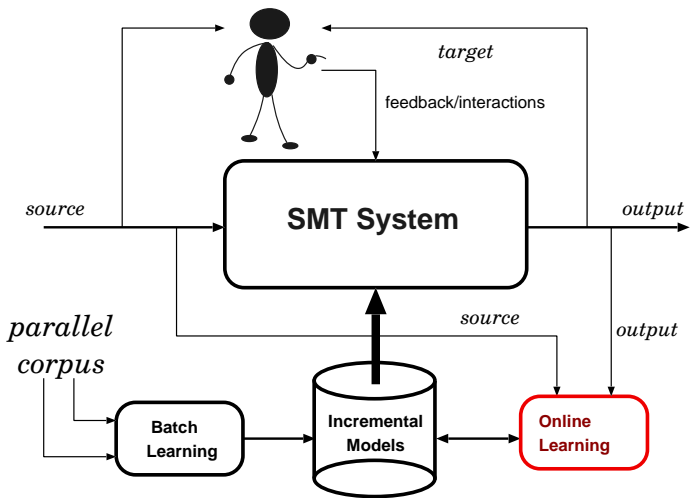 target
feedback/interactions
source
SMT System
output
source
output
parallel
corpus
Batch
Learning
Incremental
Models
Online
Learning